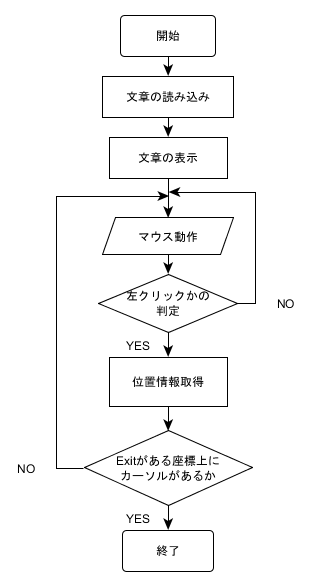 開始
文章の読み込み
文章の表示
マウス動作
左クリックかの
判定
NO
YES
位置情報取得
Exitがある座標上に
カーソルがあるか
NO
YES
終了